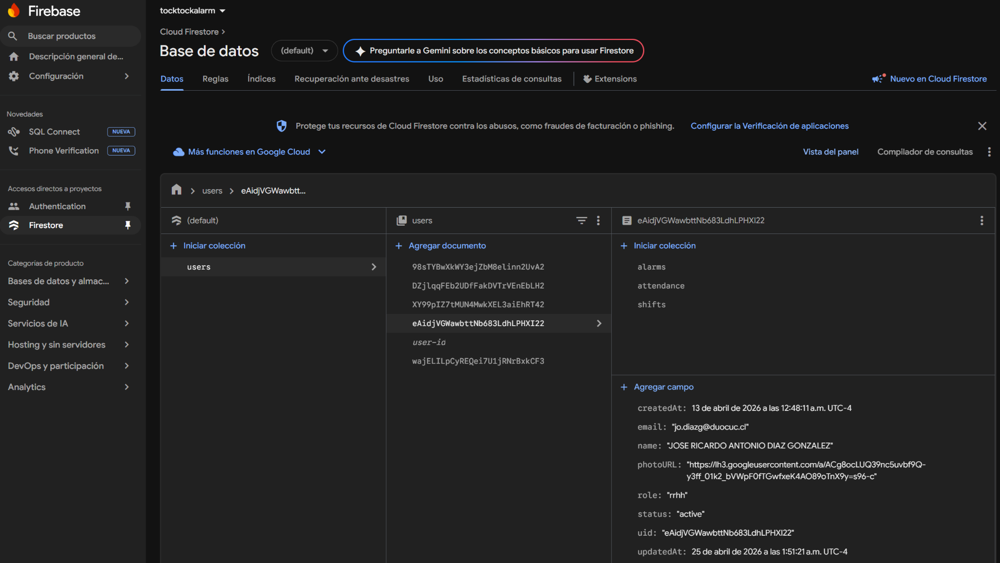 Firebase
Buscar productos
Descripción general de...
Configuración
Novedades
SQL Connect NUEVA
Phone Verification NUEVA
Accesos directos a proyectos
Authentication
Firestore
Categorías de producto
Bases de datos y almac...
Seguridad
Servicios de IA
Hosting y sin servidores
DevOps y participación
Analytics
tocktockalarm
Cloud Firestore
Base de datos (default) Preguntarle a Gemini sobre los conceptos básicos para usar Firestore
Datos Reglas Índices Recuperación ante desastres Uso Estadísticas de consultas Extensions Nuevo en Cloud Firestore
Protege tus recursos de Cloud Firestore contra los abusos, como fraudes de facturación o phishing. Configurar la Verificación de aplicaciones
Más funciones en Google Cloud Vista del panel Compilador de consultas
users eAidjVGWawbtt...
(default)
+ Iniciar colección
users
users
+ Agregar documento
98sTYBwXkWY3ejZbM8elinn2UvA2
DZjlqqFEb2UDfFakDVTrVEnEbLH2
XY99pIZ7tMUN4MwkXEL3aiEhRT42
eAidjVGWawbttNb683LdhLPHXI22
user-id
wajELILpCyREQei7U1jRNrBxkCF3
eAidjVGWawbttNb683LdhLPHXI22
+ Iniciar colección
alarms
attendance
shifts
+ Agregar campo
createdAt: 13 de abril de 2026 a las 12:48:11 a.m. UTC-4
email: "jo.diazg@duocuc.cl"
name: "JOSE RICARDO ANTONIO DIAZ GONZALEZ"
photoURL: "https://lh3.googleusercontent.com/a/ACg8ocLUQ39nc5uvbf9Q-
y3ff_01k2_bVWpF0fTGwfxeK4AO89oTnX9y=s96-c"
role: "rrhh"
status: "active"
uid: "eAidjVGWawbttNb683LdhLPHXI22"
updatedAt: 25 de abril de 2026 a las 1:51:21 a.m. UTC-4